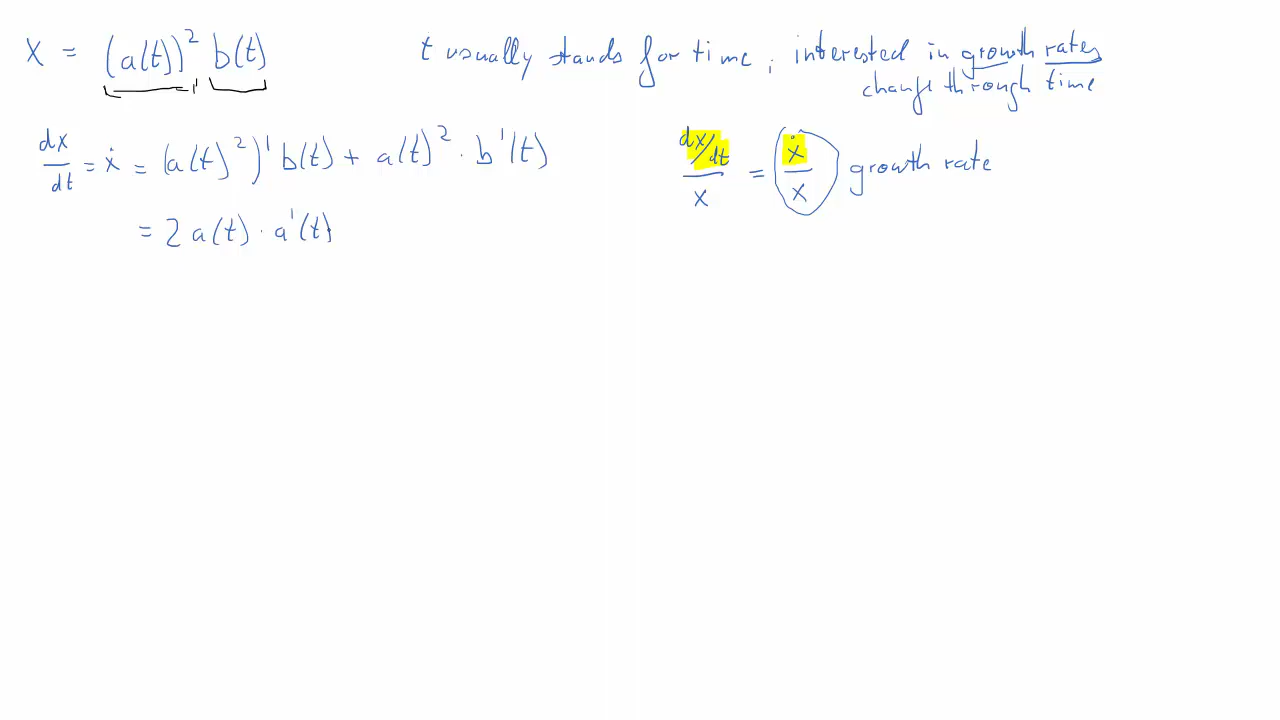 x = (a(t))² b(t)
t usually stands for time, interested in growth rates
change through time
dx/dt = ẋ = (a(t)²)' b(t) + a(t)² · b'(t)
dx/dt / x = ẋ/x growth rate
= 2 a(t) · a'(t)